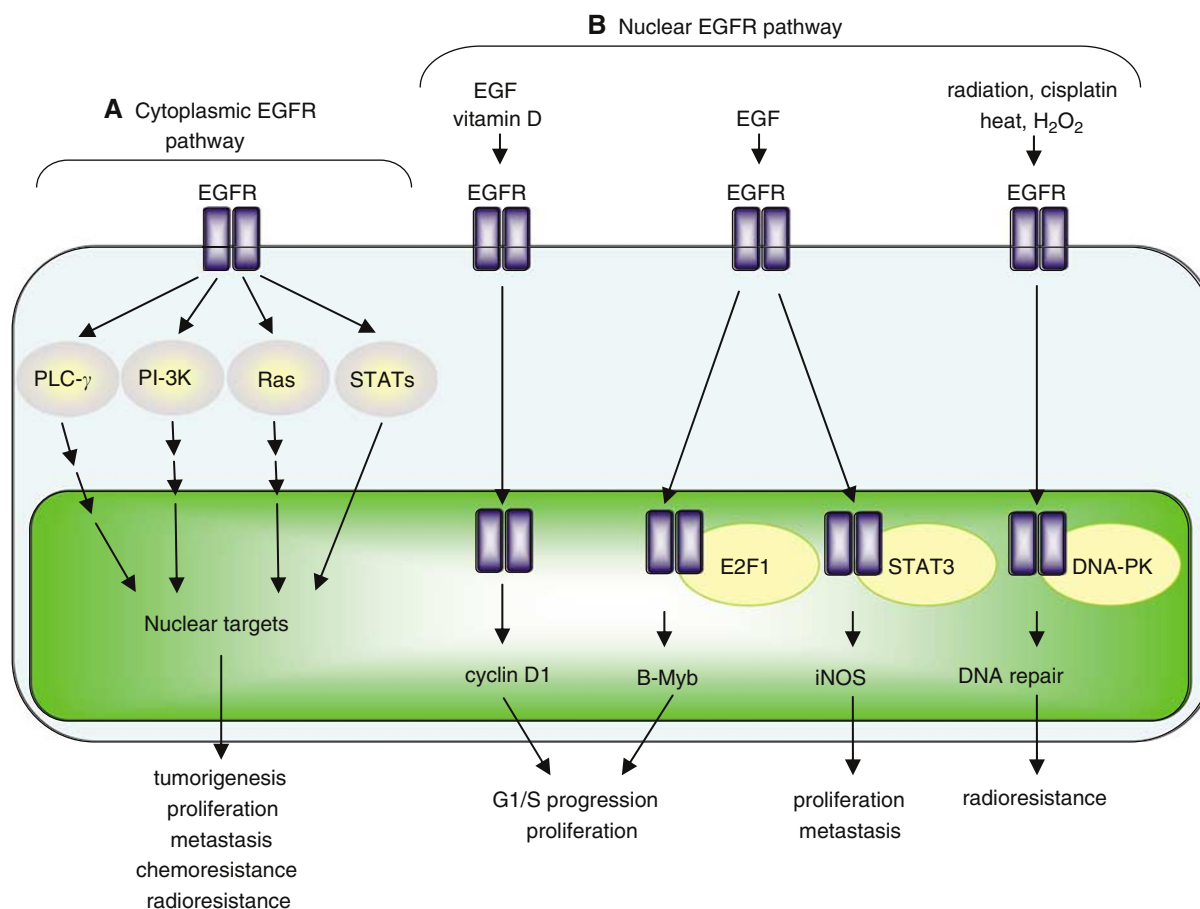 B Nuclear EGFR pathway
A Cytoplasmic EGFR
pathway
EGF
vitamin D
EGF
radiation, cisplatin
heat, H₂O₂
EGFR
EGFR
EGFR
EGFR
PLC-γ
PI-3K
Ras
STATs
E2F1
STAT3
DNA-PK
Nuclear targets
cyclin D1
B-Myb
iNOS
DNA repair
tumorigenesis
proliferation
metastasis
chemoresistance
radioresistance
G1/S progression
proliferation
proliferation
metastasis
radioresistance